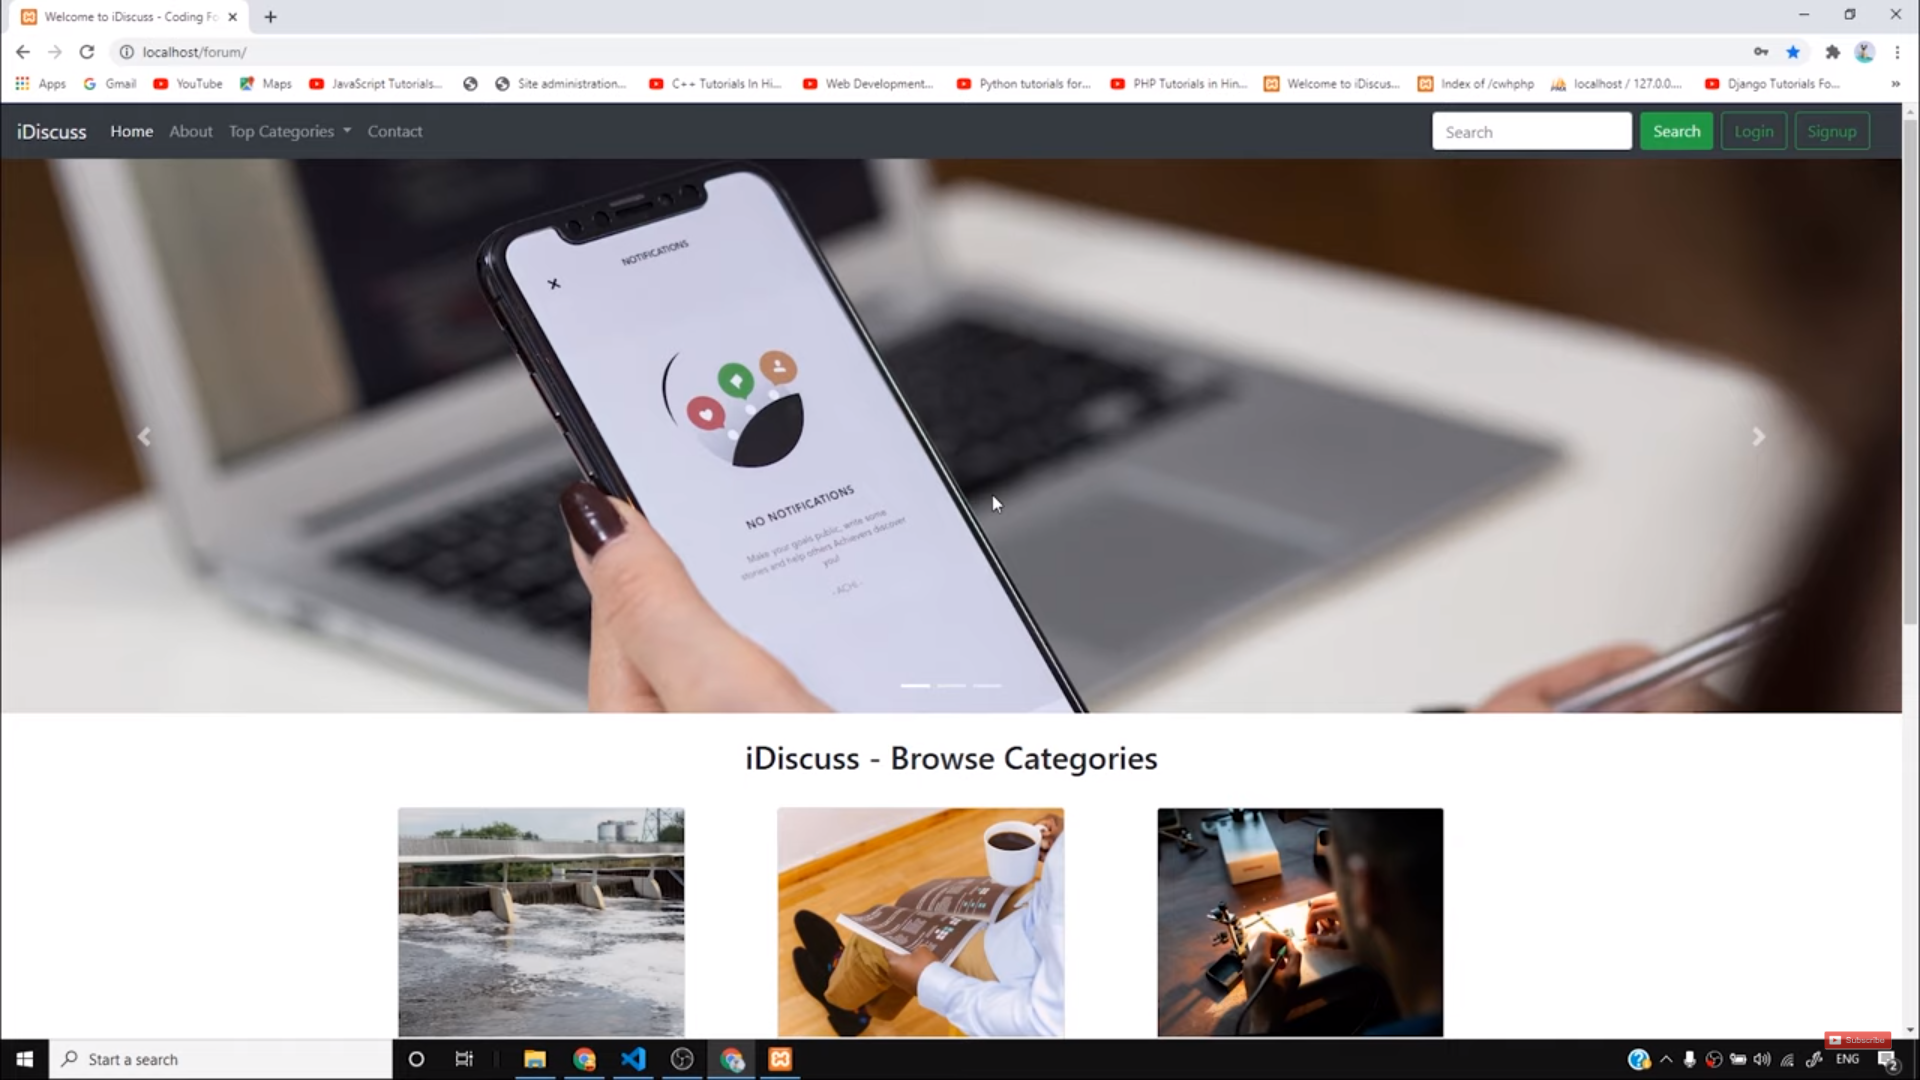 Welcome to iDiscuss - Coding Fo
localhost/forum/
Apps Gmail YouTube Maps JavaScript Tutorials... Site administration... C++ Tutorials In Hi... Web Development... Python tutorials for... PHP Tutorials in Hin... Welcome to iDiscus... Index of /cwhphp localhost / 127.0.0.... Django Tutorials Fo... »
iDiscuss Home About Top Categories Contact Search Search Login Signup
NOTIFICATIONS
NO NOTIFICATIONS
Make your goals public, write some
stories and help others Achievers discover
you!
iDiscuss - Browse Categories
Subscribe
Start a search
ENG
2